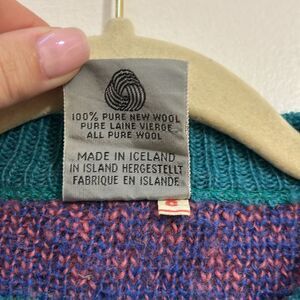 100% PURE NEW WOOL
PURE LAINE VIERGE
ALL PURE WOOL
MADE IN ICELAND
IN ISLAND HERGESTELLT
FABRIQUE EN ISLANDE